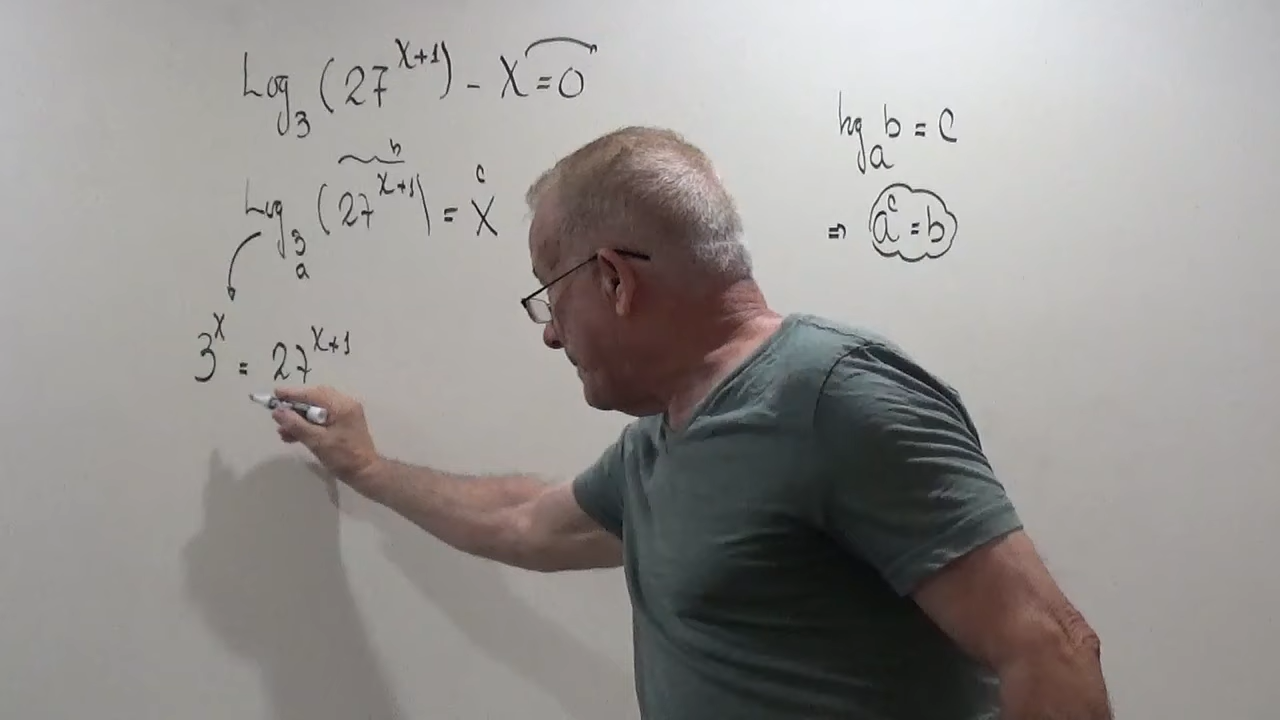 Log₃ (27^(x+1)) - x = 0
b
c
Log₃ (27^(x+1)) = x
a
3^x = 27^(x+1)
log_a b = c
⇒ a^c = b